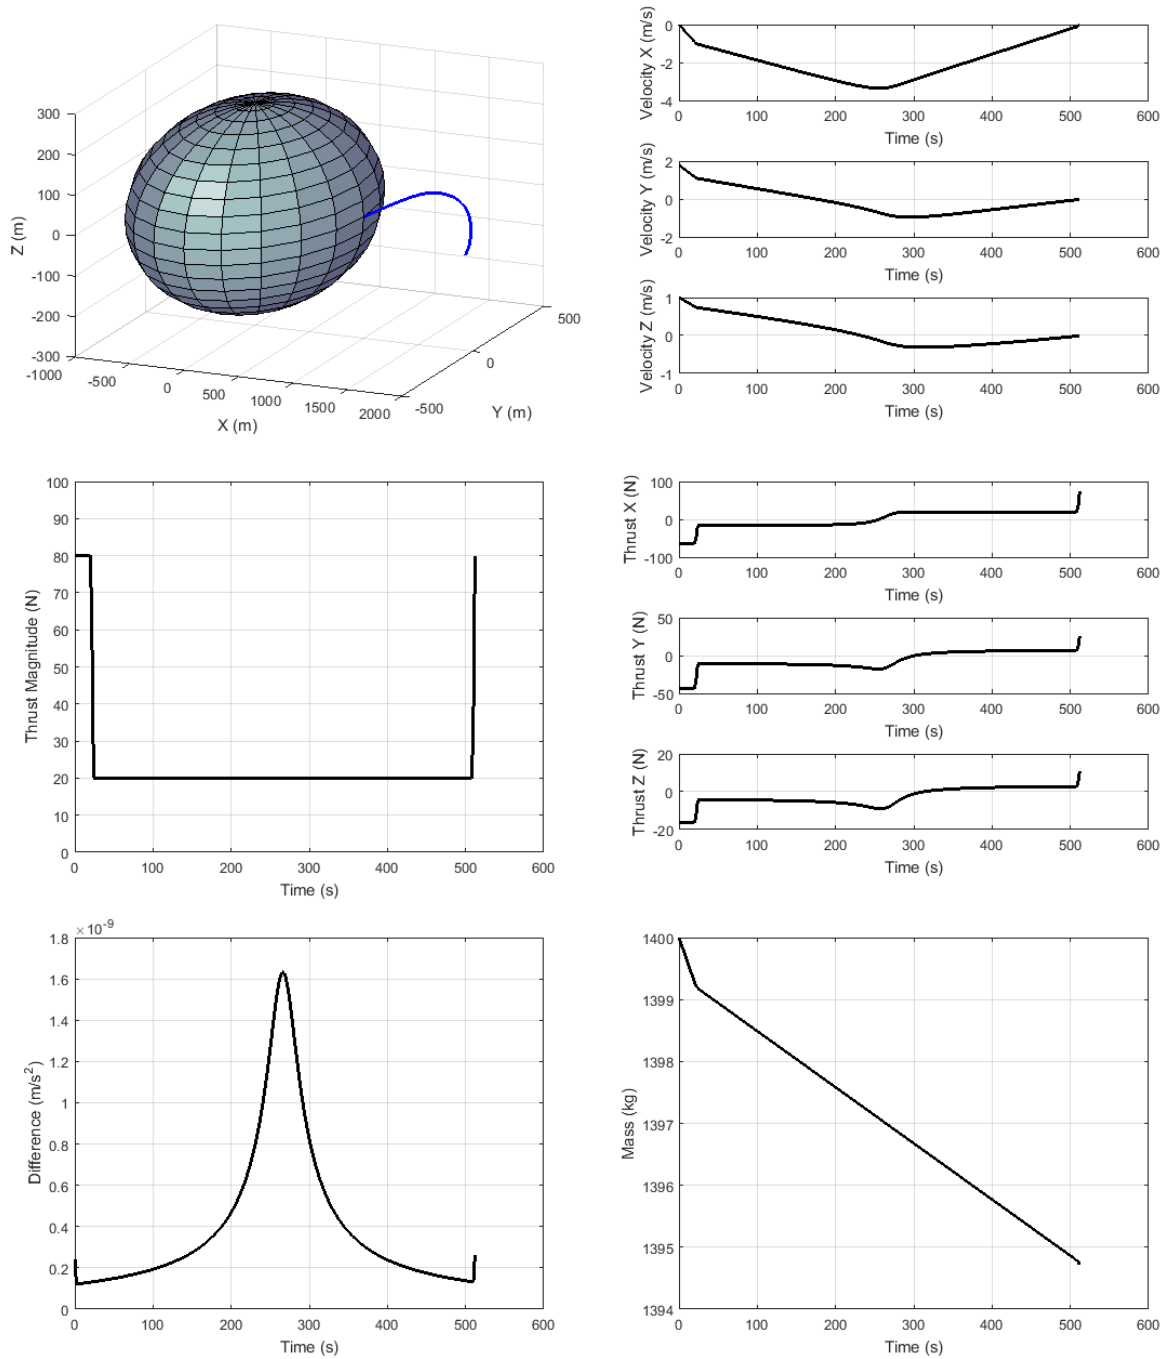 300
200
100
0
-100
-200
-300
Z (m)
-1000
-500
0
500
1000
1500
2000
X (m)
-500
0
500
Y (m)
0
-2
-4
Velocity X (m/s)
0 100 200 300 400 500 600
Time (s)
2
0
-2
Velocity Y (m/s)
0 100 200 300 400 500 600
Time (s)
1
0
-1
Velocity Z (m/s)
0 100 200 300 400 500 600
Time (s)
100
90
80
70
60
50
40
30
20
10
0
Thrust Magnitude (N)
0 100 200 300 400 500 600
Time (s)
100
0
-100
Thrust X (N)
0 100 200 300 400 500 600
Time (s)
50
0
-50
Thrust Y (N)
0 100 200 300 400 500 600
Time (s)
20
0
-20
Thrust Z (N)
0 100 200 300 400 500 600
Time (s)
×10⁻⁹
1.8
1.6
1.4
1.2
1
0.8
0.6
0.4
0.2
0
Difference (m/s²)
0 100 200 300 400 500 600
Time (s)
1400
1399
1398
1397
1396
1395
1394
Mass (kg)
0 100 200 300 400 500 600
Time (s)